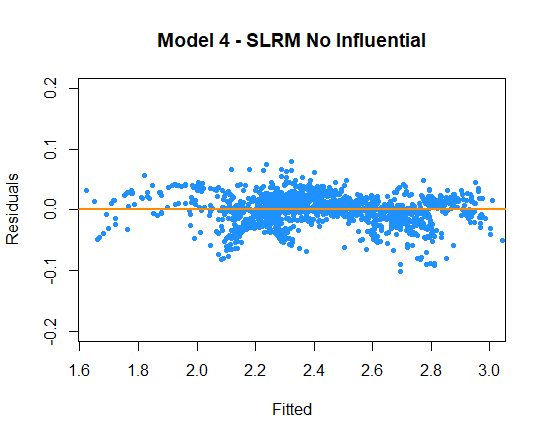 Model 4 - SLRM No Influential
Residuals
0.2
0.1
0.0
-0.1
-0.2
1.6 1.8 2.0 2.2 2.4 2.6 2.8 3.0
Fitted